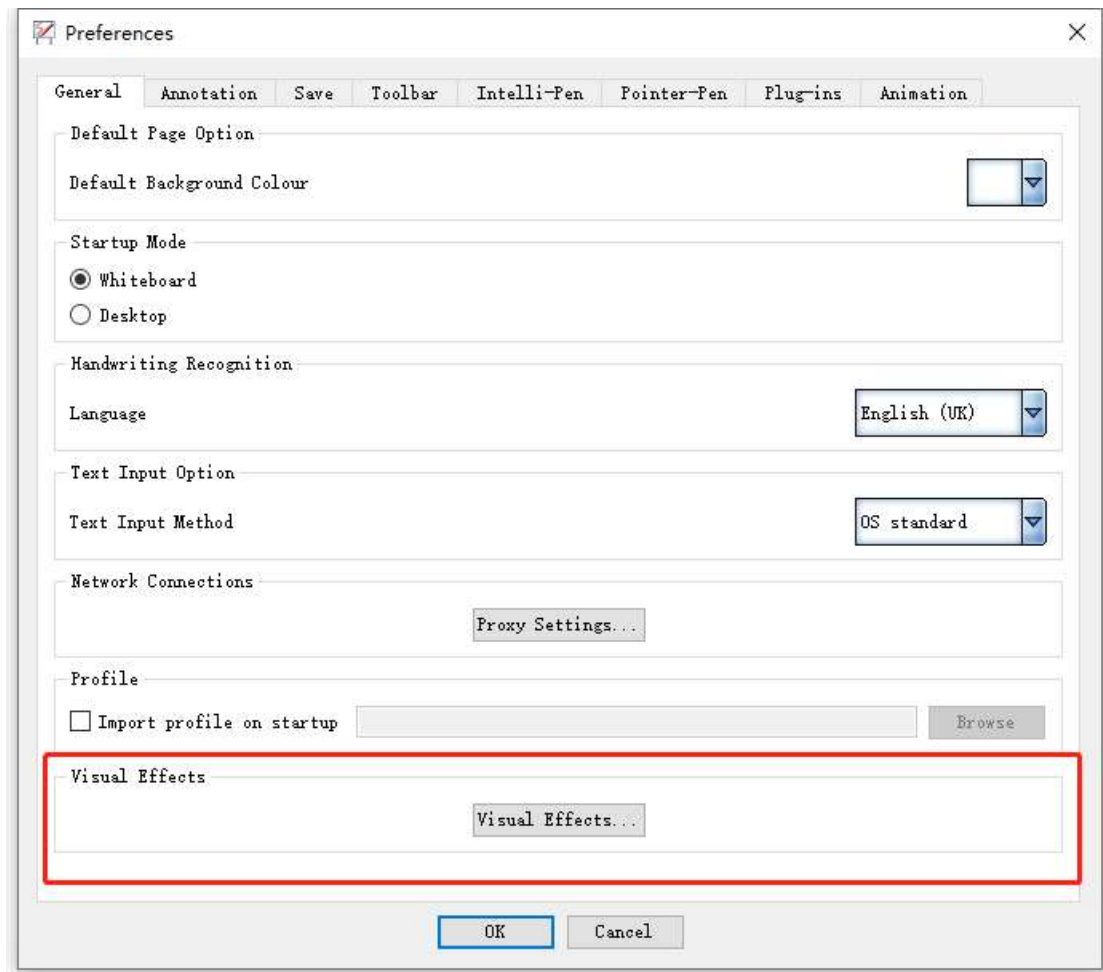 Preferences
General Annotation Save Toolbar Intelli-Pen Pointer-Pen Plug-ins Animation
Default Page Option
Default Background Colour
Startup Mode
Whiteboard
Desktop
Handwriting Recognition
Language English (UK)
Text Input Option
Text Input Method OS standard
Network Connections
Proxy Settings...
Profile
Import profile on startup Browse
Visual Effects
Visual Effects...
OK Cancel